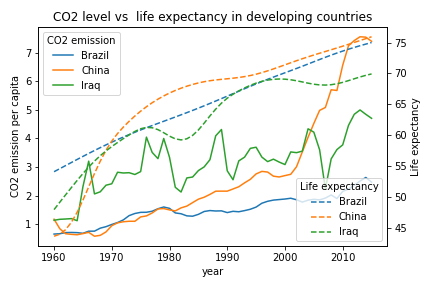 CO2 level vs  life expectancy in developing countries
CO2 emission per capita
7
6
5
4
3
2
1
CO2 emission
Brazil
China
Iraq
Life expectancy
Brazil
China
Iraq
75
70
65
60
55
50
45
Life expectancy
1960
1970
1980
1990
2000
2010
year